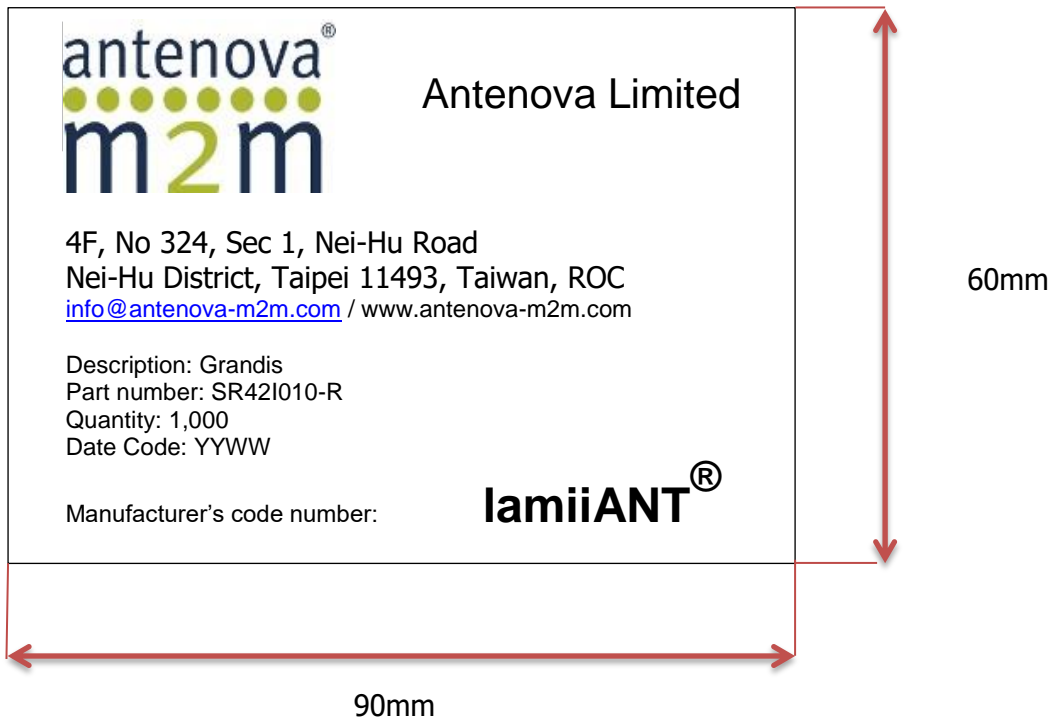 antenova®
m2m
Antenova Limited
4F, No 324, Sec 1, Nei-Hu Road
Nei-Hu District, Taipei 11493, Taiwan, ROC
info@antenova-m2m.com / www.antenova-m2m.com
Description: Grandis
Part number: SR42I010-R
Quantity: 1,000
Date Code: YYWW
Manufacturer’s code number:
lamiiANT®
60mm
90mm